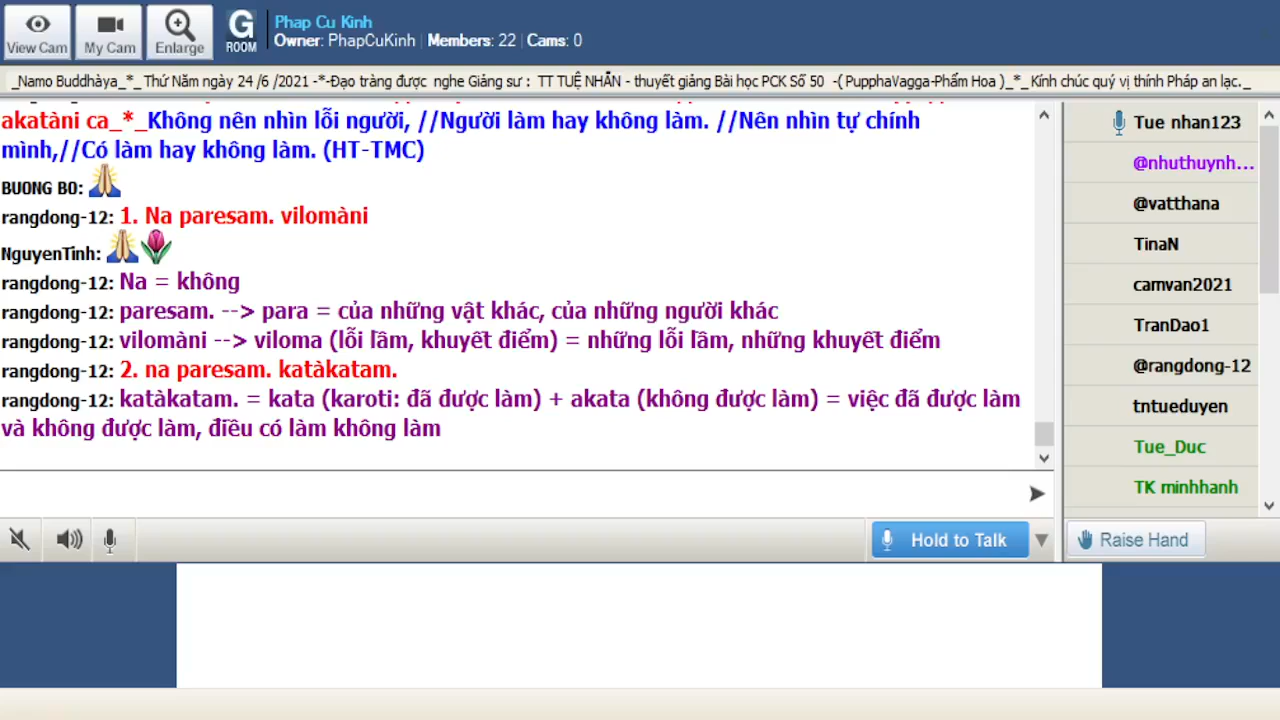 View Cam
My Cam
Enlarge
G
ROOM
Phap Cu Kinh
Owner: PhapCuKinh | Members: 22 | Cams: 0
_Namo Buddhàya_*_ Thứ Năm ngày 24 /6 /2021 -*-Đạo tràng được nghe Giảng sư : TT TUỆ NHẪN - thuyết giảng Bài học PCK Số 50 -( PupphaVagga-Phẩm Hoa )_*_ Kính chúc quý vị thính Pháp an lạc._
akatàni ca_*_Không nên nhìn lỗi người, //Người làm hay không làm. //Nên nhìn tự chính
mình,//Có làm hay không làm. (HT-TMC)
BUONG BO:
rangdong-12: 1. Na paresam. vilomàni
NguyenTinh:
rangdong-12: Na = không
rangdong-12: paresam. --> para = của những vật khác, của những người khác
rangdong-12: vilomàni --> viloma (lỗi lầm, khuyết điểm) = những lỗi lầm, những khuyết điểm
rangdong-12: 2. na paresam. katàkatam.
rangdong-12: katàkatam. = kata (karoti: đã được làm) + akata (không được làm) = việc đã được làm
và không được làm, điều có làm không làm
Tue nhan123
@nhuthuynh...
@vatthana
TinaN
camvan2021
TranDao1
@rangdong-12
tntueduyen
Tue_Duc
TK minhhanh
Hold to Talk
Raise Hand